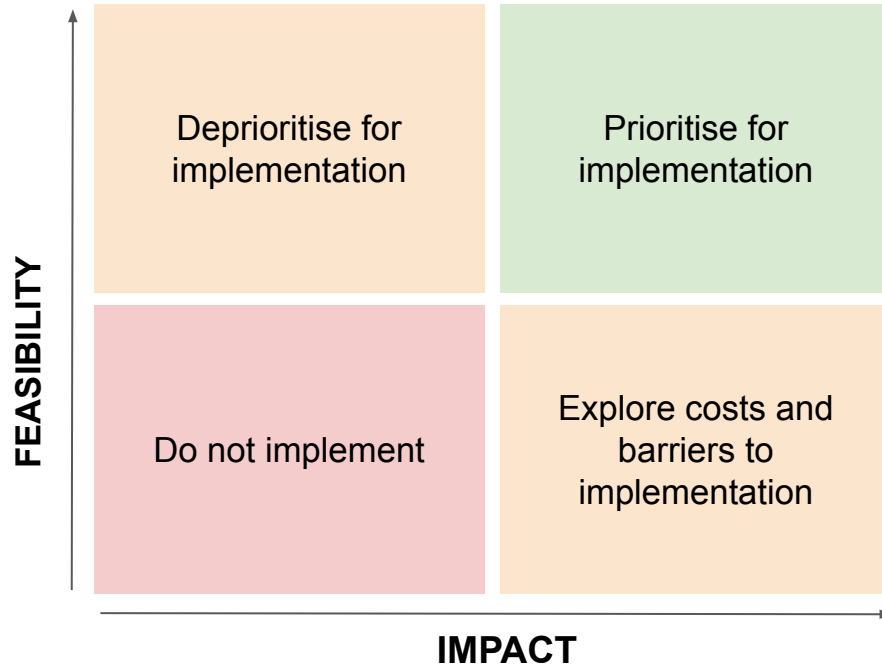 Deprioritise for
implementation
Prioritise for
implementation
FEASIBILITY
Do not implement
Explore costs and
barriers to
implementation
IMPACT